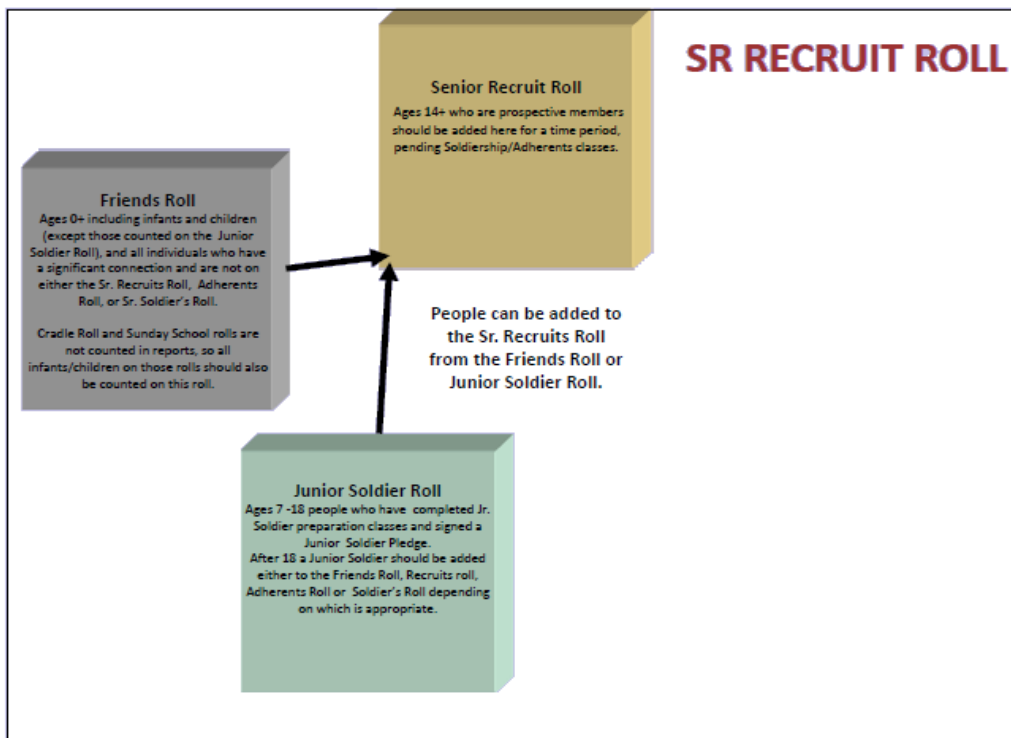 SR RECRUIT ROLL
Senior Recruit Roll
Ages 14+ who are prospective members
should be added here for a time period,
pending Soldiership/Adherents classes.
Friends Roll
Ages 0+ including infants and children
(except those counted on the Junior
Soldier Roll), and all individuals who have
a significant connection and are not on
either the Sr. Recruits Roll, Adherents
Roll, or Sr. Soldier's Roll.
Cradle Roll and Sunday School rolls are
not counted in reports, so all
infants/children on those rolls should also
be counted on this roll.
People can be added to
the Sr. Recruits Roll
from the Friends Roll or
Junior Soldier Roll.
Junior Soldier Roll
Ages 7 -18 people who have completed Jr.
Soldier preparation classes and signed a
Junior Soldier Pledge.
After 18 a Junior Soldier should be added
either to the Friends Roll, Recruits roll,
Adherents Roll or Soldier's Roll depending
on which is appropriate.